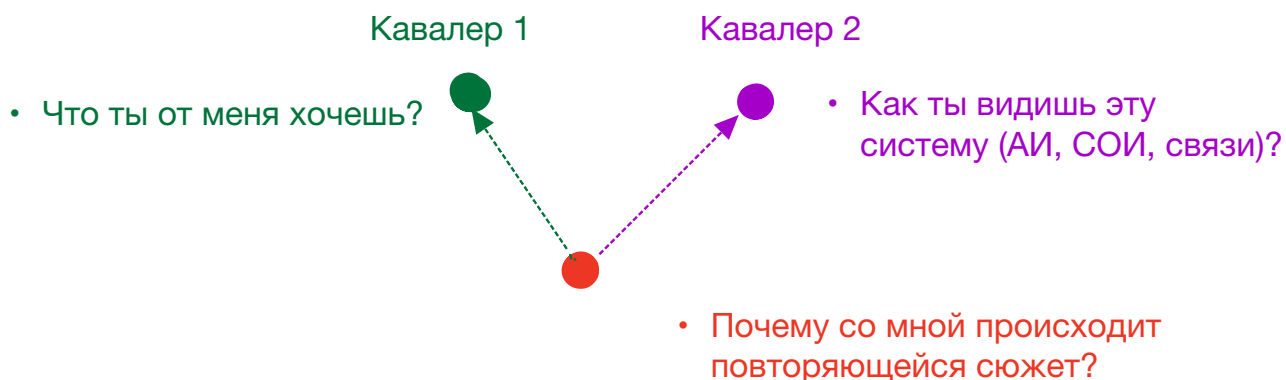 Кавалер 1
Кавалер 2
• Что ты от меня хочешь?
• Как ты видишь эту
систему (АИ, СОИ, связи)?
• Почему со мной происходит
повторяющейся сюжет?